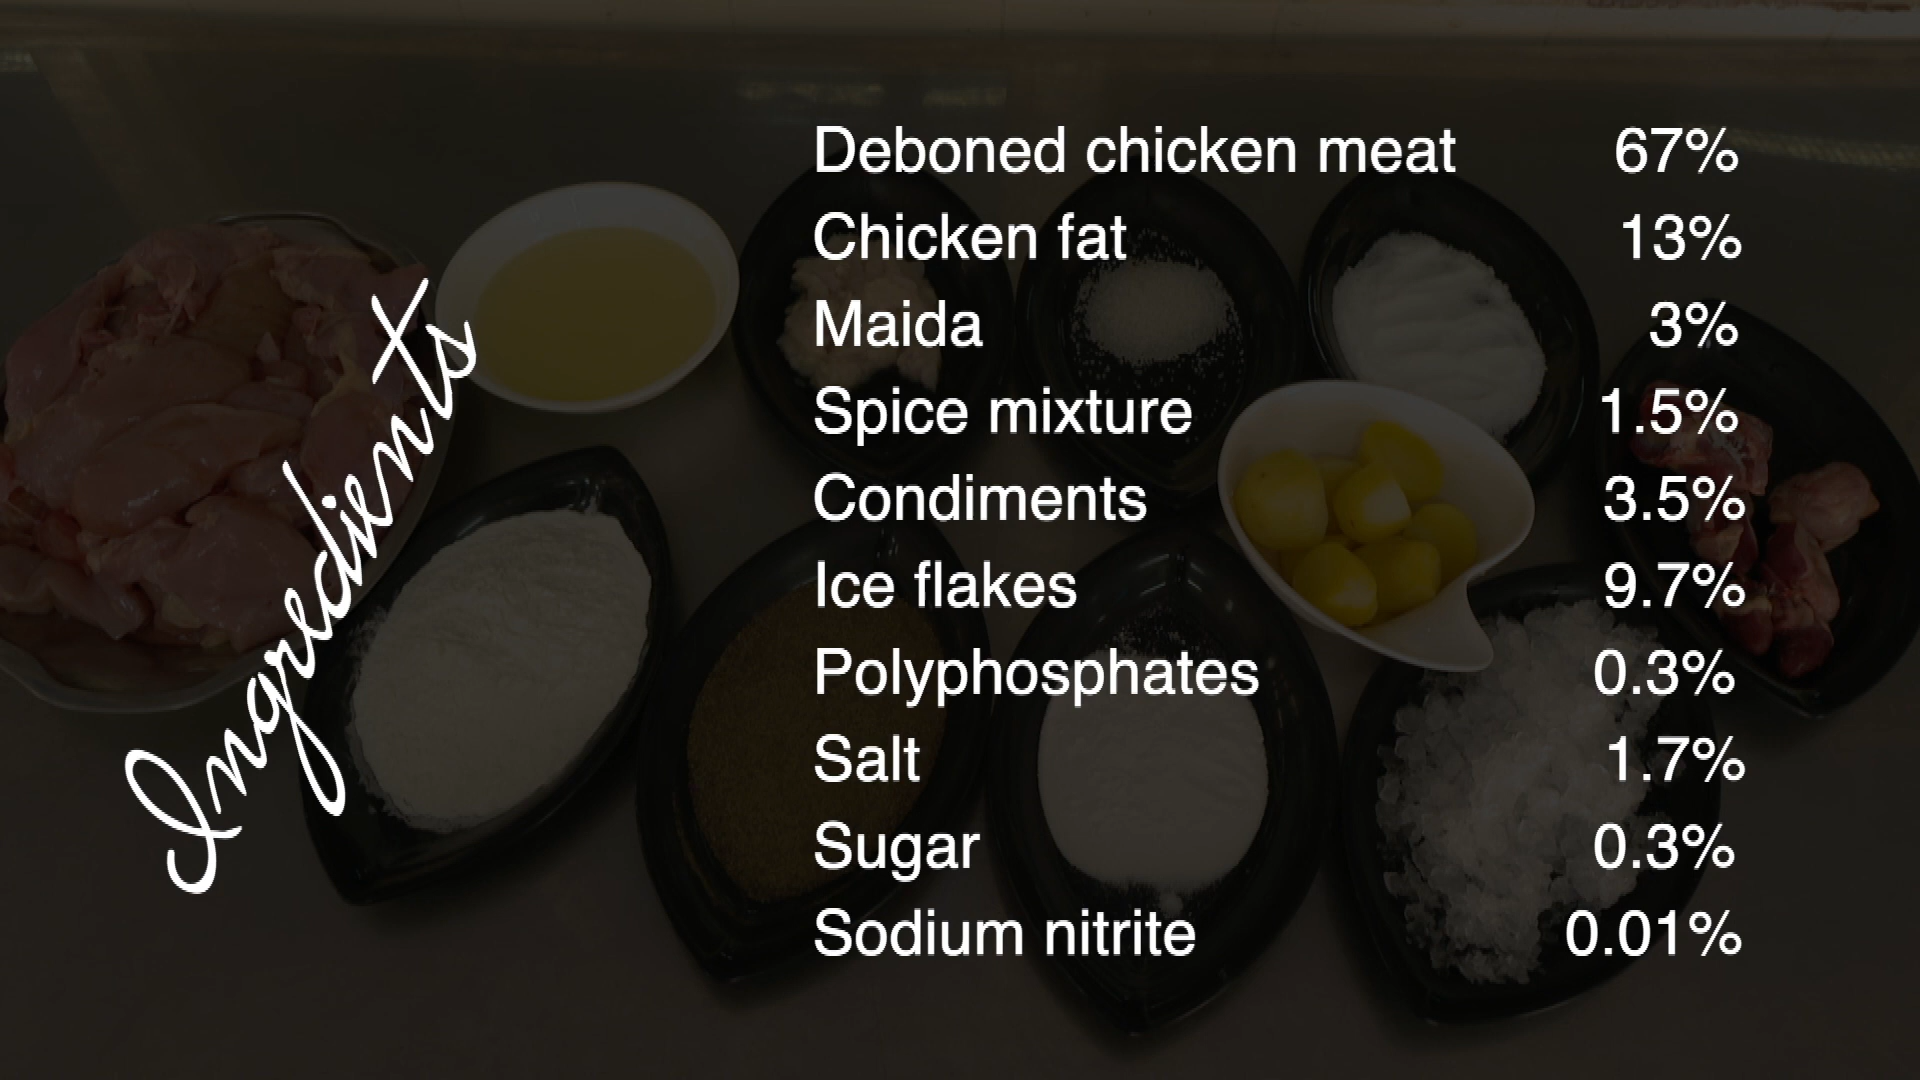 Ingredients
Deboned chicken meat 67%
Chicken fat 13%
Maida 3%
Spice mixture 1.5%
Condiments 3.5%
Ice flakes 9.7%
Polyphosphates 0.3%
Salt 1.7%
Sugar 0.3%
Sodium nitrite 0.01%